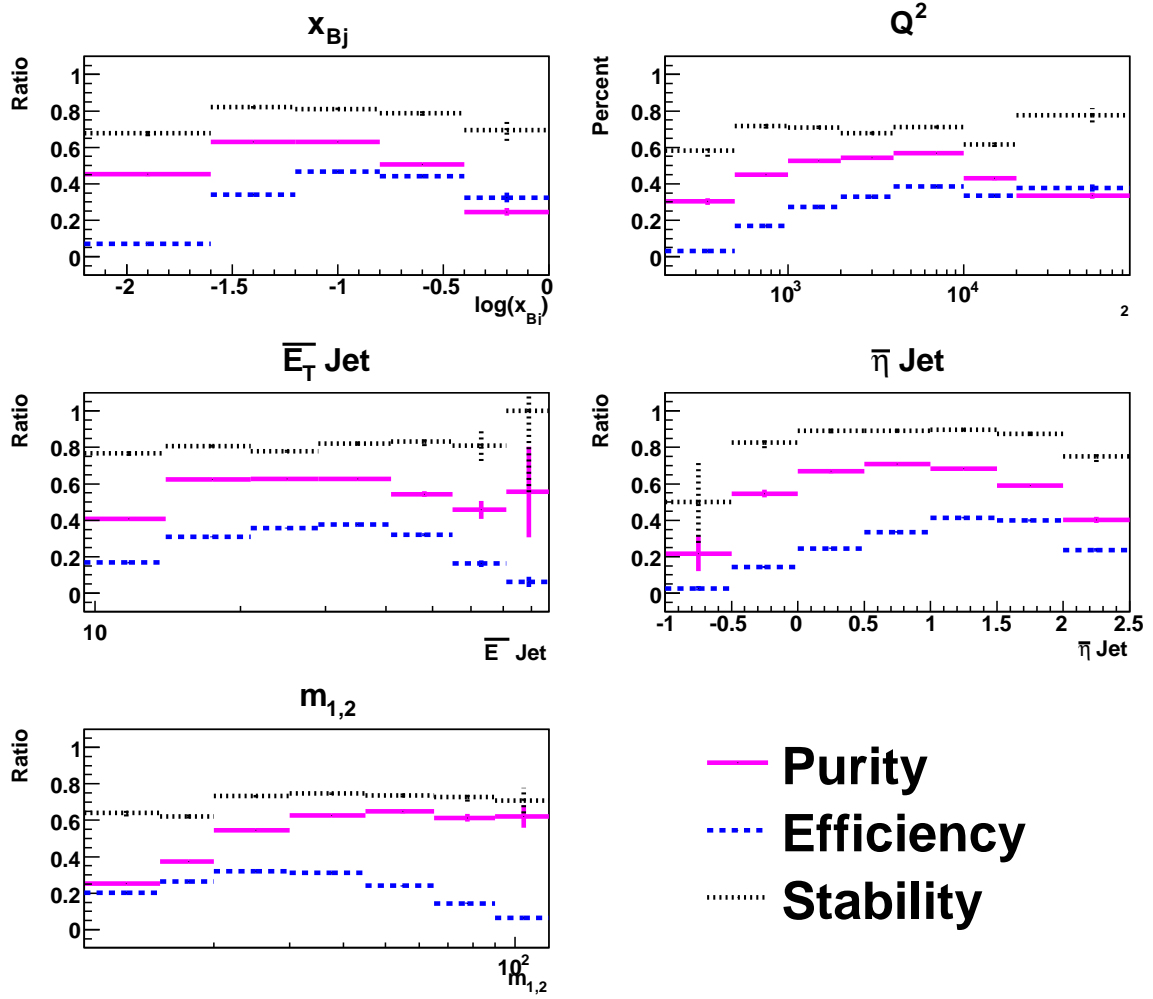 x_Bj
Ratio
1
0.8
0.6
0.4
0.2
0
-2 -1.5 -1 -0.5 0
log(x_Bj)
Q^2
Percent
1
0.8
0.6
0.4
0.2
0
10^3 10^4
2
E_T Jet
Ratio
1
0.8
0.6
0.4
0.2
0
10
E Jet
η Jet
Ratio
1
0.8
0.6
0.4
0.2
0
-1 -0.5 0 0.5 1 1.5 2 2.5
η Jet
m_1,2
Ratio
1
0.8
0.6
0.4
0.2
0
10^2
m_1,2
Purity
Efficiency
Stability